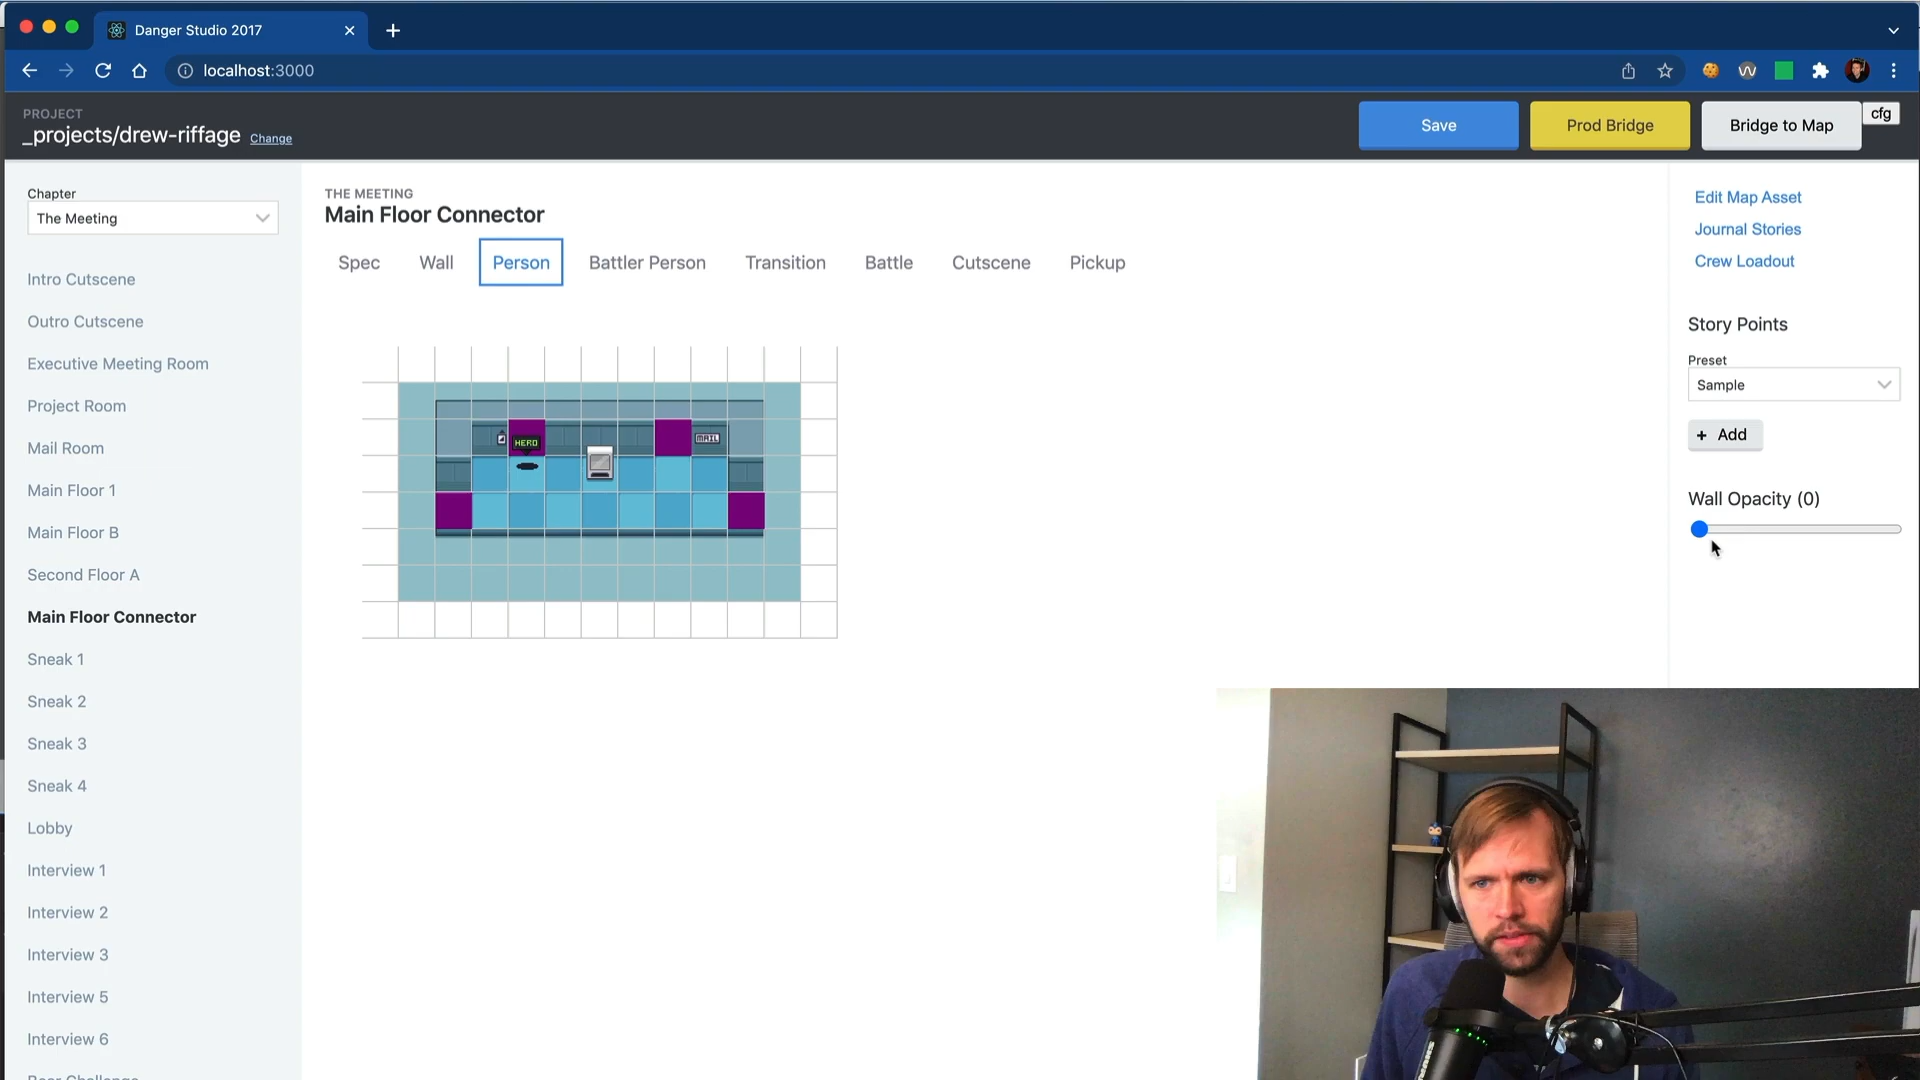 Danger Studio 2017
localhost:3000
PROJECT
_projects/drew-riffage Change
Save
Prod Bridge
Bridge to Map
cfg
Chapter
The Meeting
Intro Cutscene
Outro Cutscene
Executive Meeting Room
Project Room
Mail Room
Main Floor 1
Main Floor B
Second Floor A
Main Floor Connector
Sneak 1
Sneak 2
Sneak 3
Sneak 4
Lobby
Interview 1
Interview 2
Interview 3
Interview 5
Interview 6
THE MEETING
Main Floor Connector
Spec Wall Person Battler Person Transition Battle Cutscene Pickup
HERO
MAIL
Edit Map Asset
Journal Stories
Crew Loadout
Story Points
Preset
Sample
+ Add
Wall Opacity (0)